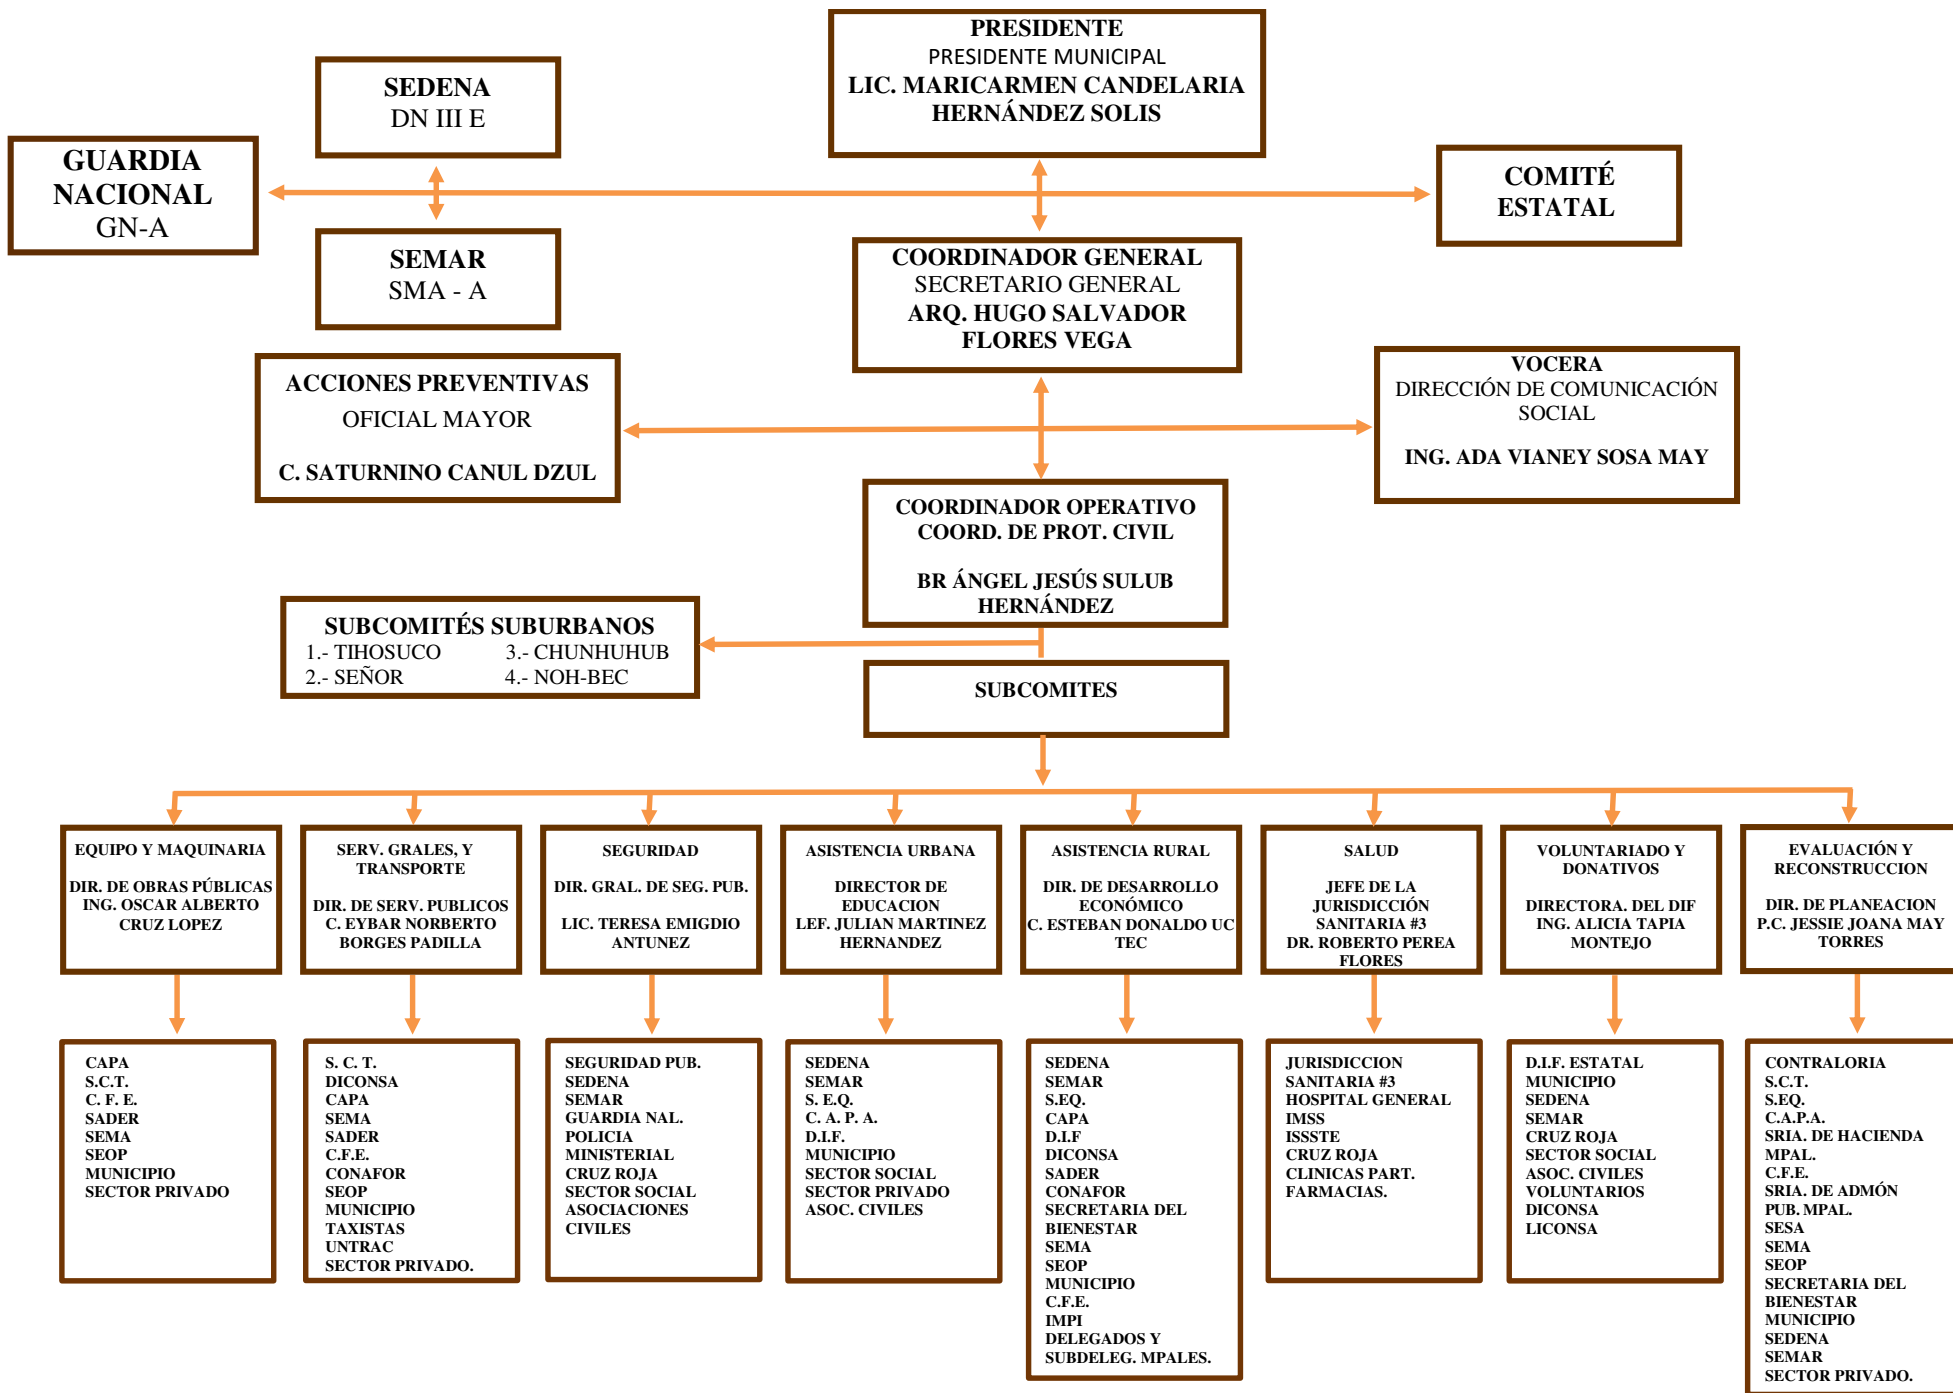 PRESIDENTE
PRESIDENTE MUNICIPAL
LIC. MARICARMEN CANDELARIA
HERNÁNDEZ SOLIS
SEDENA
DN III E
GUARDIA
NACIONAL
GN-A
COMITÉ
ESTATAL
SEMAR
SMA - A
COORDINADOR GENERAL
SECRETARIO GENERAL
ARQ. HUGO SALVADOR
FLORES VEGA
ACCIONES PREVENTIVAS
OFICIAL MAYOR
C. SATURNINO CANUL DZUL
VOCERA
DIRECCIÓN DE COMUNICACIÓN
SOCIAL
ING. ADA VIANEY SOSA MAY
COORDINADOR OPERATIVO
COORD. DE PROT. CIVIL
BR ÁNGEL JESÚS SULUB
HERNÁNDEZ
SUBCOMITÉS SUBURBANOS
1.- TIHOSUCO 3.- CHUNHUHUB
2.- SEÑOR 4.- NOH-BEC
SUBCOMITES
EQUIPO Y MAQUINARIA
DIR. DE OBRAS PÚBLICAS
ING. OSCAR ALBERTO
CRUZ LOPEZ
SERV. GRALES, Y
TRANSPORTE
DIR. DE SERV. PUBLICOS
C. EYBAR NORBERTO
BORGES PADILLA
SEGURIDAD
DIR. GRAL. DE SEG. PUB.
LIC. TERESA EMIGDIO
ANTUNEZ
ASISTENCIA URBANA
DIRECTOR DE
EDUCACION
LEF. JULIAN MARTINEZ
HERNANDEZ
ASISTENCIA RURAL
DIR. DE DESARROLLO
ECONÓMICO
C. ESTEBAN DONALDO UC
TEC
SALUD
JEFE DE LA
JURISDICCIÓN
SANITARIA #3
DR. ROBERTO PEREA
FLORES
VOLUNTARIADO Y
DONATIVOS
DIRECTORA. DEL DIF
ING. ALICIA TAPIA
MONTEJO
EVALUACIÓN Y
RECONSTRUCCION
DIR. DE PLANEACION
P.C. JESSIE JOANA MAY
TORRES
CAPA
S.C.T.
C. F. E.
SADER
SEMA
SEOP
MUNICIPIO
SECTOR PRIVADO
S. C. T.
DICONSA
CAPA
SEMA
SADER
C.F.E.
CONAFOR
SEOP
MUNICIPIO
TAXISTAS
UNTRAC
SECTOR PRIVADO.
SEGURIDAD PUB.
SEDENA
SEMAR
GUARDIA NAL.
POLICIA
MINISTERIAL
CRUZ ROJA
SECTOR SOCIAL
ASOCIACIONES
CIVILES
SEDENA
SEMAR
S. E.Q.
C. A. P. A.
D.I.F.
MUNICIPIO
SECTOR SOCIAL
SECTOR PRIVADO
ASOC. CIVILES
SEDENA
SEMAR
S.EQ.
CAPA
D.I.F
DICONSA
SADER
CONAFOR
SECRETARIA DEL
BIENESTAR
SEMA
SEOP
MUNICIPIO
C.F.E.
IMPI
DELEGADOS Y
SUBDELEG. MPALES.
JURISDICCION
SANITARIA #3
HOSPITAL GENERAL
IMSS
ISSSTE
CRUZ ROJA
CLINICAS PART.
FARMACIAS.
D.I.F. ESTATAL
MUNICIPIO
SEDENA
SEMAR
CRUZ ROJA
SECTOR SOCIAL
ASOC. CIVILES
VOLUNTARIOS
DICONSA
LICONSA
CONTRALORIA
S.C.T.
S.EQ.
C.A.P.A.
SRIA. DE HACIENDA
MPAL.
C.F.E.
SRIA. DE ADMÓN
PUB. MPAL.
SESA
SEMA
SEOP
SECRETARIA DEL
BIENESTAR
MUNICIPIO
SEDENA
SEMAR
SECTOR PRIVADO.